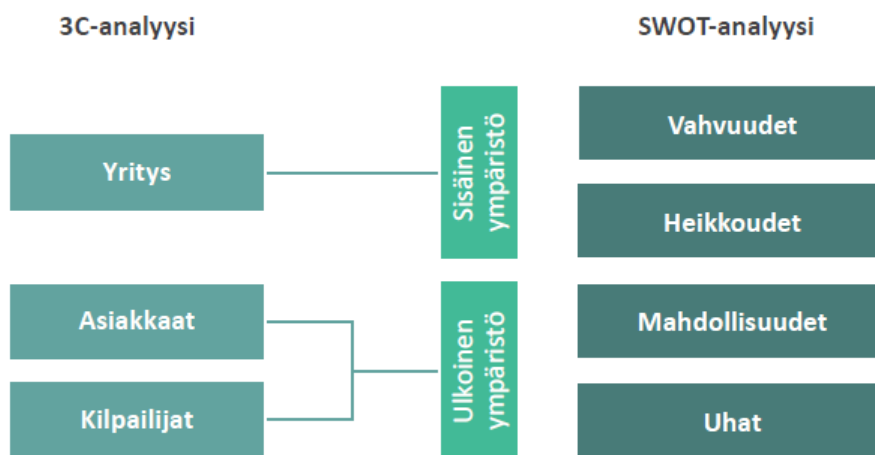 3C-analyysi
SWOT-analyysi
Yritys
Asiakkaat
Kilpailijat
Sisäinen
ympäristö
Ulkoinen
ympäristö
Vahvuudet
Heikkoudet
Mahdollisuudet
Uhat